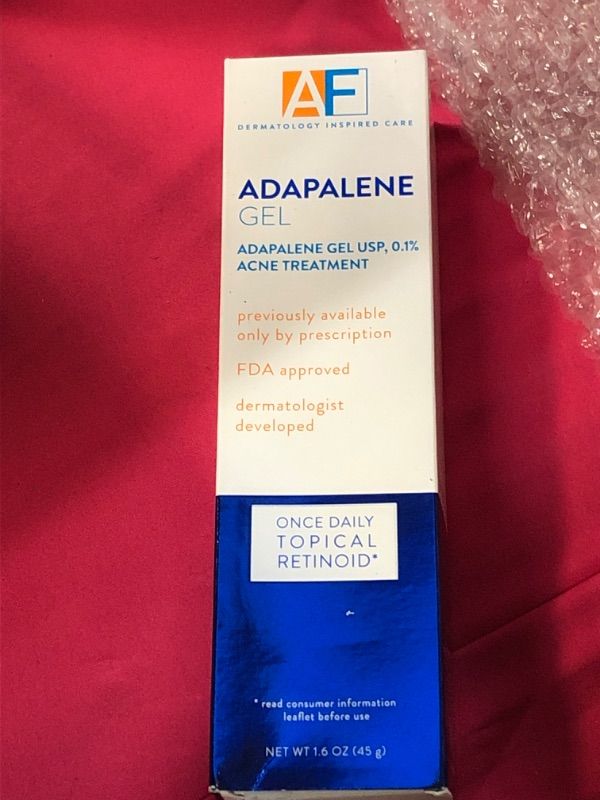 AF
DERMATOLOGY INSPIRED CARE
ADAPALENE
GEL
ADAPALENE GEL USP, 0.1%
ACNE TREATMENT
previously available
only by prescription
FDA approved
dermatologist
developed
ONCE DAILY
TOPICAL
RETINOID*
* read consumer information
leaflet before use
NET WT 1.6 OZ (45 g)